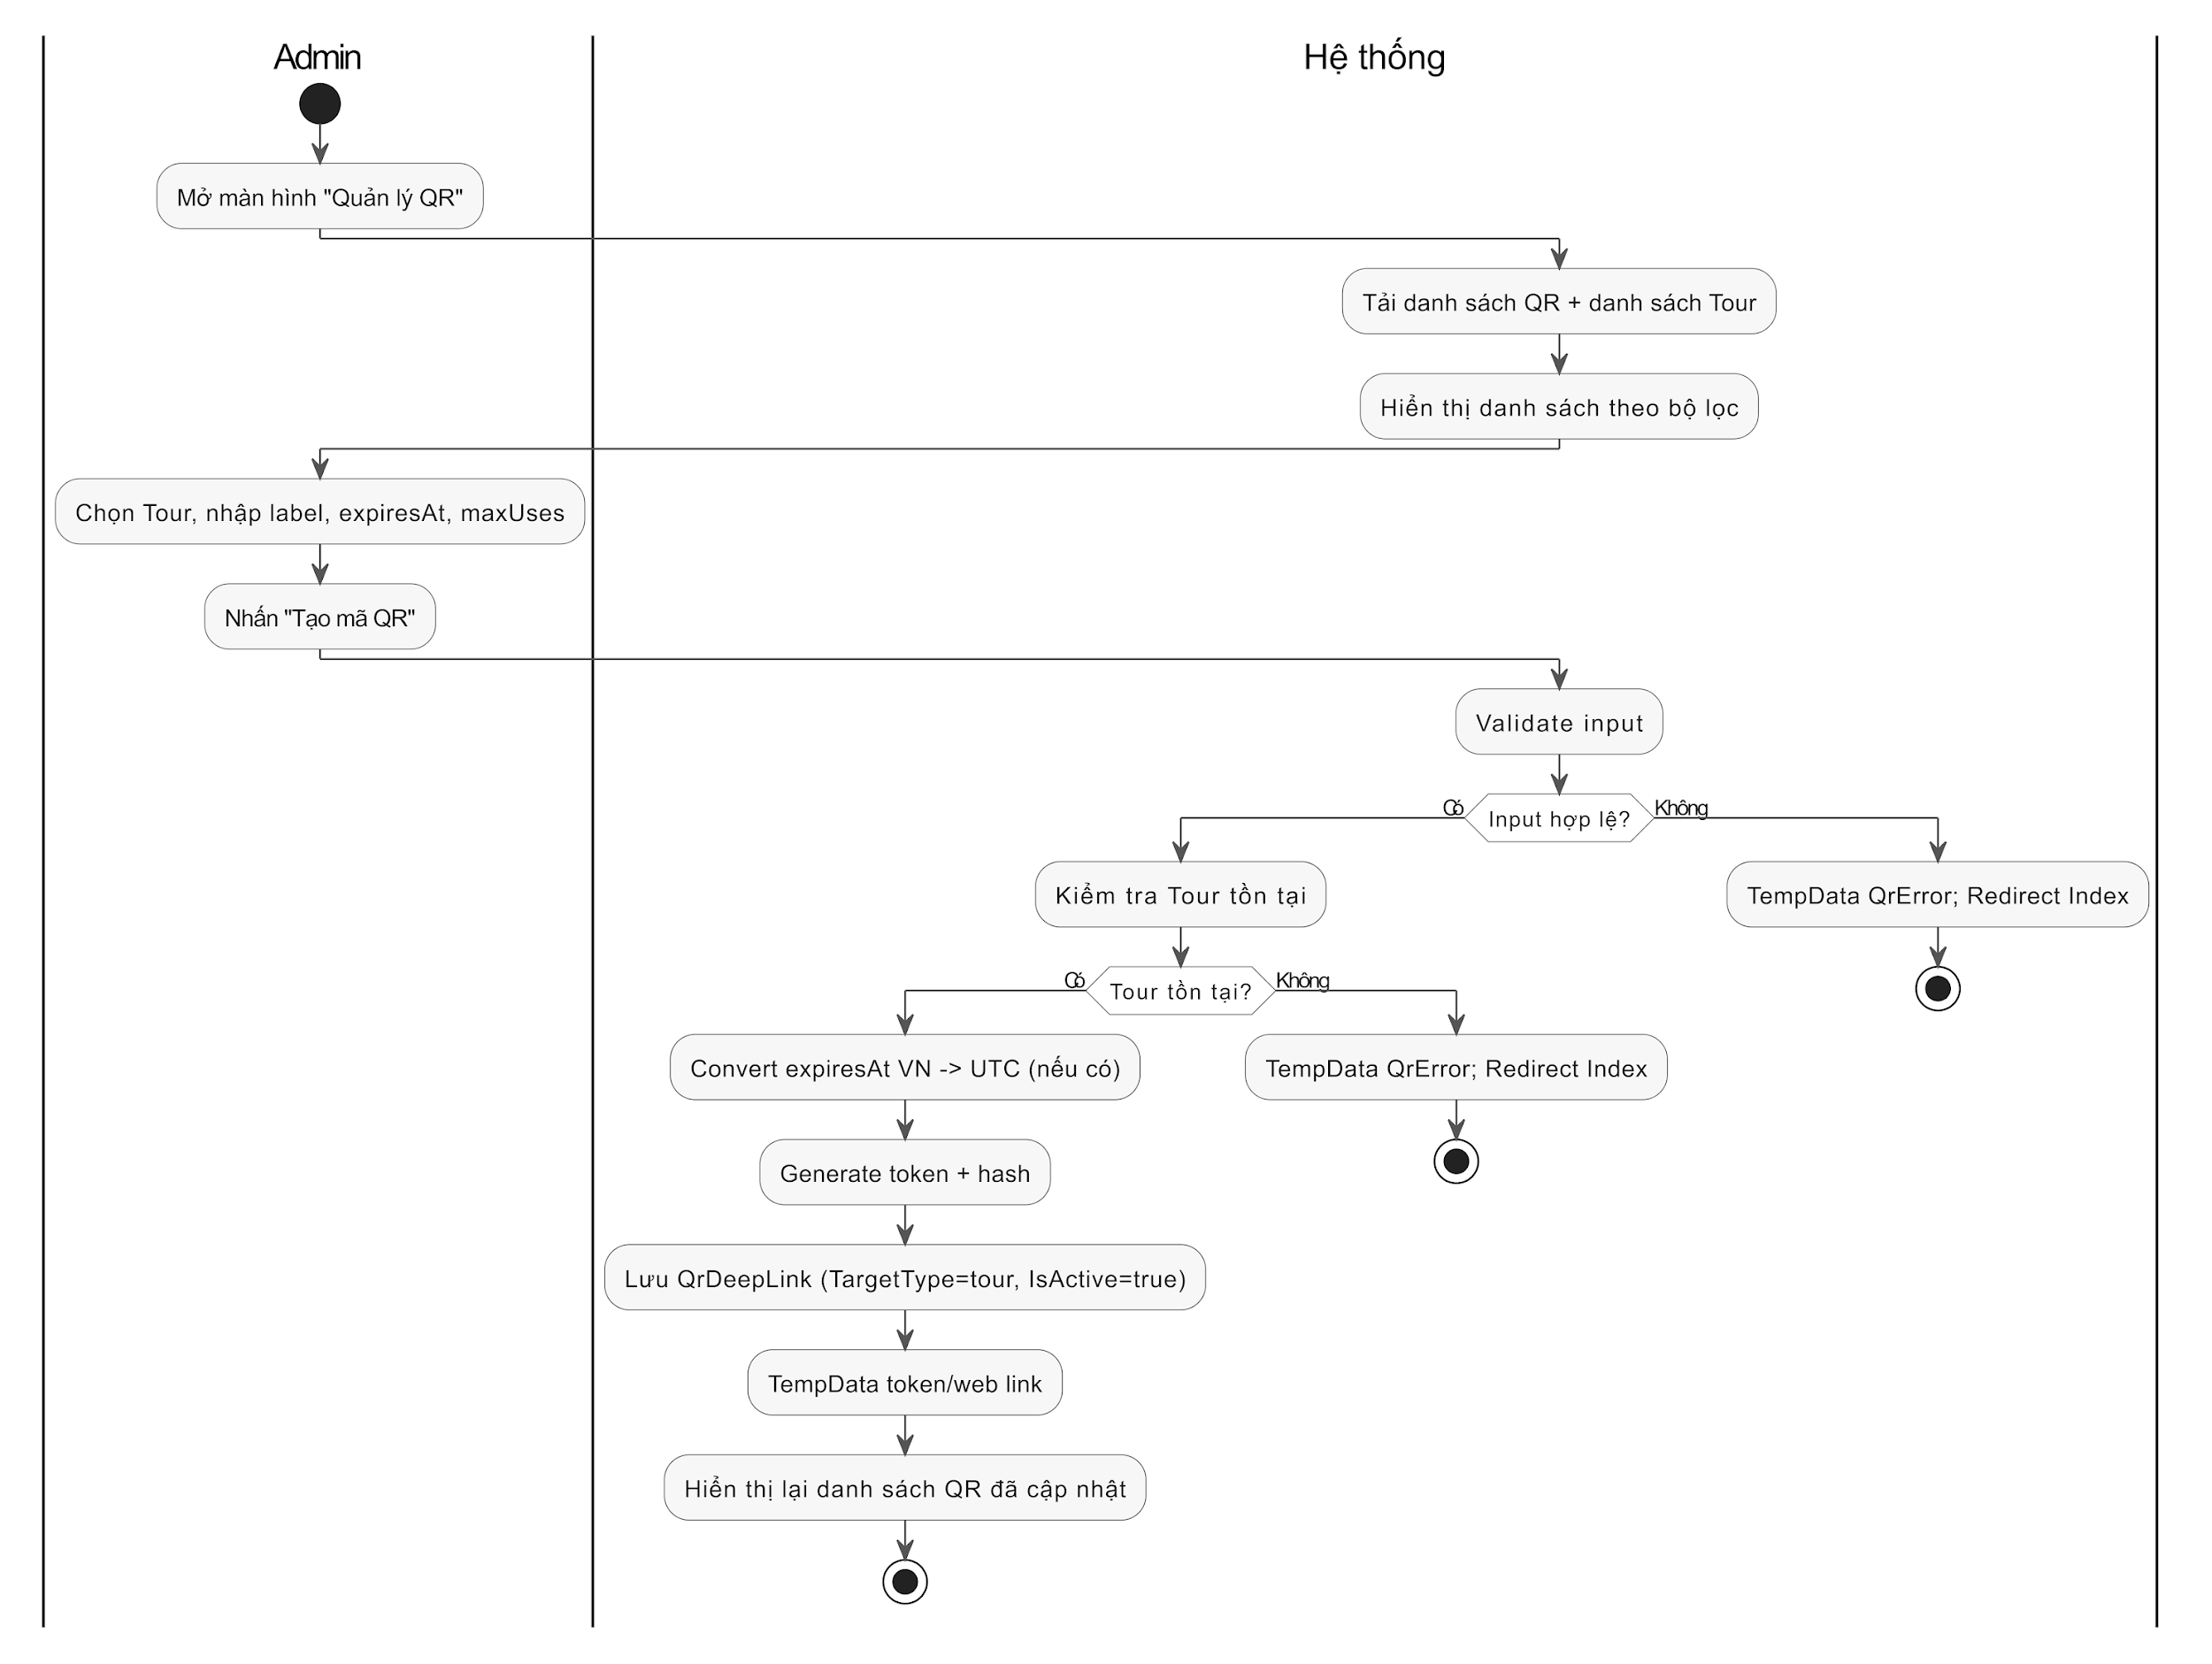 Admin
Hệ thống
Mở màn hình "Quản lý QR"
Tải danh sách QR + danh sách Tour
Hiển thị danh sách theo bộ lọc
Chọn Tour, nhập label, expiresAt, maxUses
Nhấn "Tạo mã QR"
Validate input
Có
Input hợp lệ?
Không
Kiểm tra Tour tồn tại
TempData QrError; Redirect Index
Có
Tour tồn tại?
Không
Convert expiresAt VN -> UTC (nếu có)
TempData QrError; Redirect Index
Generate token + hash
Lưu QrDeepLink (TargetType=tour, IsActive=true)
TempData token/web link
Hiển thị lại danh sách QR đã cập nhật